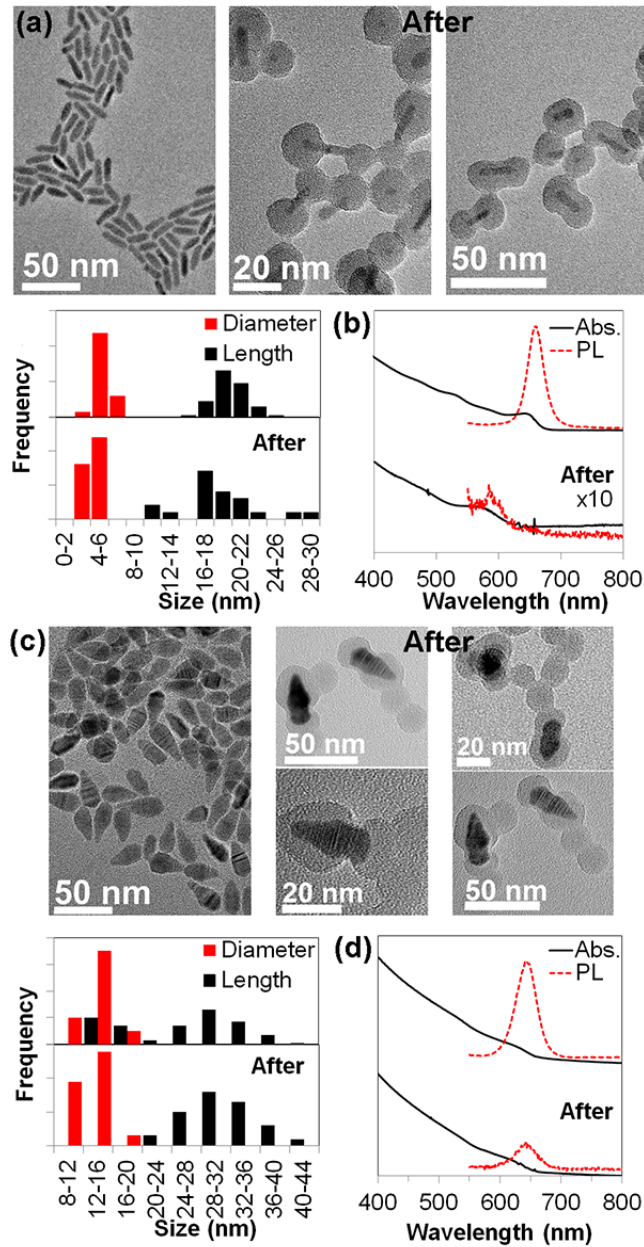 (a)
After
50 nm
20 nm
50 nm
Diameter
Length
After
Frequency
0-2
4-6
8-10
12-14
16-18
20-22
24-26
28-30
Size (nm)
(b)
Abs.
PL
After
x10
400 500 600 700 800
Wavelength (nm)
(c)
After
50 nm
50 nm
20 nm
20 nm
50 nm
Diameter
Length
After
Frequency
8-12
12-16
16-20
20-24
24-28
28-32
32-36
36-40
40-44
Size (nm)
(d)
Abs.
PL
After
400 500 600 700 800
Wavelength (nm)